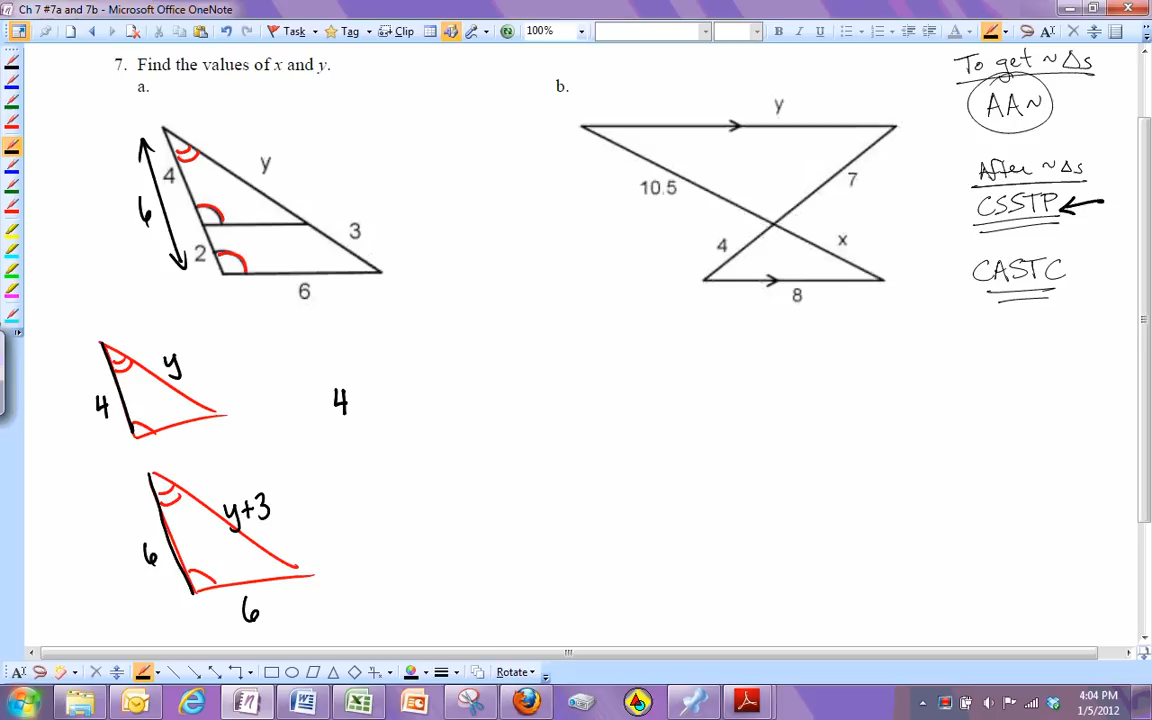 Ch 7 #7a and 7b - Microsoft Office OneNote
Task Tag Clip 100% B I U A
7. Find the values of x and y.
a.
b.
4
y
6
2
3
6
y
10.5
7
4
x
8
To get ~ Δs
AA~
After ~ Δs
CSSTP
CASTC
y
4
4
y+3
6
6
Rotate
4:04 PM
1/5/2012